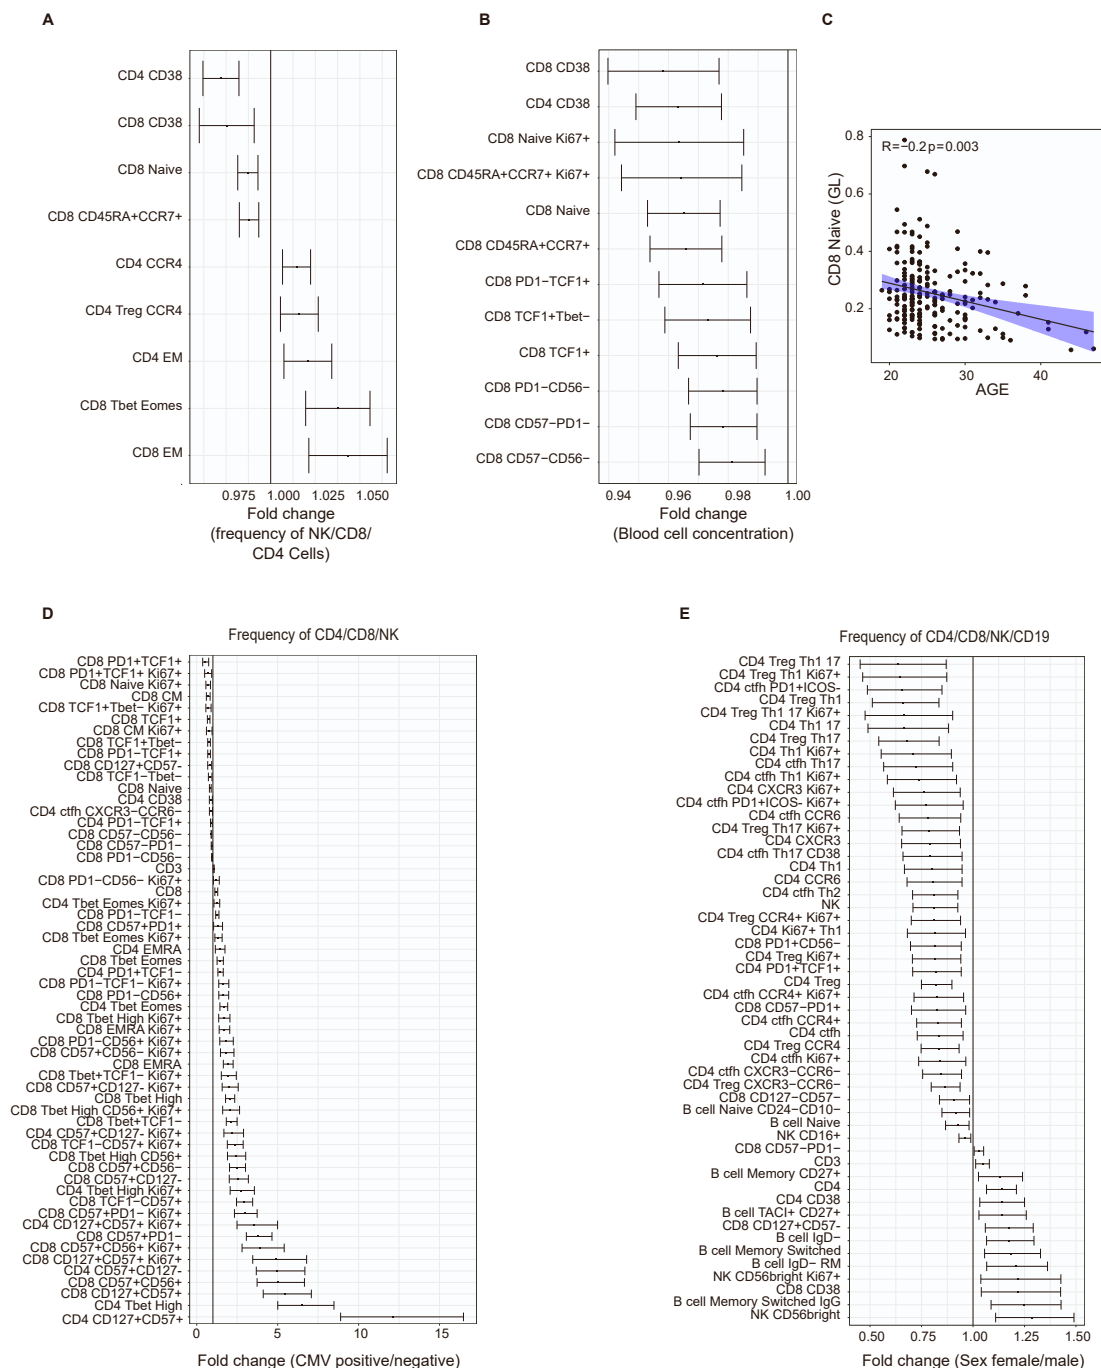 A
CD4 CD38
CD8 CD38
CD8 Naive
CD8 CD45RA+CCR7+
CD4 CCR4
CD4 Treg CCR4
CD4 EM
CD8 Tbet Eomes
CD8 EM
0.975 1.000 1.025 1.050
Fold change
(frequency of NK/CD8/
CD4 Cells)
B
CD8 CD38
CD4 CD38
CD8 Naive Ki67+
CD8 CD45RA+CCR7+ Ki67+
CD8 Naive
CD8 CD45RA+CCR7+
CD8 PD1−TCF1+
CD8 TCF1+Tbet−
CD8 TCF1+
CD8 PD1−CD56−
CD8 CD57−PD1−
CD8 CD57−CD56−
0.94 0.96 0.98 1.00
Fold change
(Blood cell concentration)
C
R=−0.2p=0.003
CD8 Naive (GL)
0.8
0.6
0.4
0.2
20 30 40
AGE
D
Frequency of CD4/CD8/NK
CD8 PD1+TCF1+
CD8 PD1+TCF1+ Ki67+
CD8 Naive Ki67+
CD8 CM
CD8 TCF1+Tbet− Ki67+
CD8 TCF1+
CD8 CM Ki67+
CD8 TCF1+Tbet−
CD8 PD1−TCF1+
CD8 CD127+CD57−
CD8 TCF1−Tbet−
CD8 Naive
CD4 CD38
CD4 ctfh CXCR3−CCR6−
CD4 PD1−TCF1+
CD8 CD57−CD56−
CD8 CD57−PD1−
CD8 PD1−CD56−
CD3
CD8 PD1−CD56− Ki67+
CD8
CD4 Tbet Eomes Ki67+
CD8 PD1−TCF1−
CD8 CD57+PD1+
CD8 Tbet Eomes Ki67+
CD4 EMRA
CD8 Tbet Eomes
CD4 PD1+TCF1−
CD8 PD1−TCF1− Ki67+
CD8 PD1−CD56+
CD4 Tbet Eomes
CD8 Tbet High Ki67+
CD8 EMRA Ki67+
CD8 PD1−CD56+ Ki67+
CD8 CD57+CD56− Ki67+
CD8 EMRA
CD8 Tbet+TCF1− Ki67+
CD8 CD57+CD127− Ki67+
CD8 Tbet High
CD8 Tbet High CD56+ Ki67+
CD8 Tbet+TCF1−
CD4 CD57+CD127− Ki67+
CD8 TCF1−CD57+ Ki67+
CD8 Tbet High CD56+
CD8 CD57+CD56−
CD8 CD57+CD127−
CD4 Tbet High Ki67+
CD8 TCF1−CD57+
CD8 CD57+PD1− Ki67+
CD4 CD127+CD57+ Ki67+
CD8 CD57+PD1−
CD8 CD57+CD56+ Ki67+
CD8 CD127+CD57+ Ki67+
CD4 CD57+CD127−
CD8 CD57+CD56+
CD8 CD127+CD57+
CD4 Tbet High
CD4 CD127+CD57+
0 5 10 15
Fold change (CMV positive/negative)
E
Frequency of CD4/CD8/NK/CD19
CD4 Treg Th1 17
CD4 Treg Th1 Ki67+
CD4 ctfh PD1+ICOS-
CD4 Treg Th1
CD4 Treg Th1 17 Ki67+
CD4 Th1 17
CD4 Treg Th17
CD4 Th1 Ki67+
CD4 ctfh Th17
CD4 ctfh Th1 Ki67+
CD4 CXCR3 Ki67+
CD4 ctfh PD1+ICOS- Ki67+
CD4 ctfh CCR6
CD4 Treg Th17 Ki67+
CD4 CXCR3
CD4 ctfh Th17 CD38
CD4 Th1
CD4 CCR6
CD4 ctfh Th2
NK
CD4 Treg CCR4+ Ki67+
CD4 Ki67+ Th1
CD8 PD1+CD56−
CD4 Treg Ki67+
CD4 PD1+TCF1+
CD4 Treg
CD4 ctfh CCR4+ Ki67+
CD8 CD57−PD1+
CD4 ctfh CCR4+
CD4 ctfh
CD4 Treg CCR4
CD4 ctfh Ki67+
CD4 ctfh CXCR3−CCR6−
CD4 Treg CXCR3−CCR6−
CD8 CD127−CD57−
B cell Naive CD24−CD10−
B cell Naive
NK CD16+
CD8 CD57−PD1−
CD3
B cell Memory CD27+
CD4
CD4 CD38
B cell TACI+ CD27+
CD8 CD127+CD57−
B cell IgD−
B cell Memory Switched
B cell IgD− RM
NK CD56bright Ki67+
CD8 CD38
B cell Memory Switched IgG
NK CD56bright
0.50 0.75 1.00 1.25 1.50
Fold change (Sex female/male)